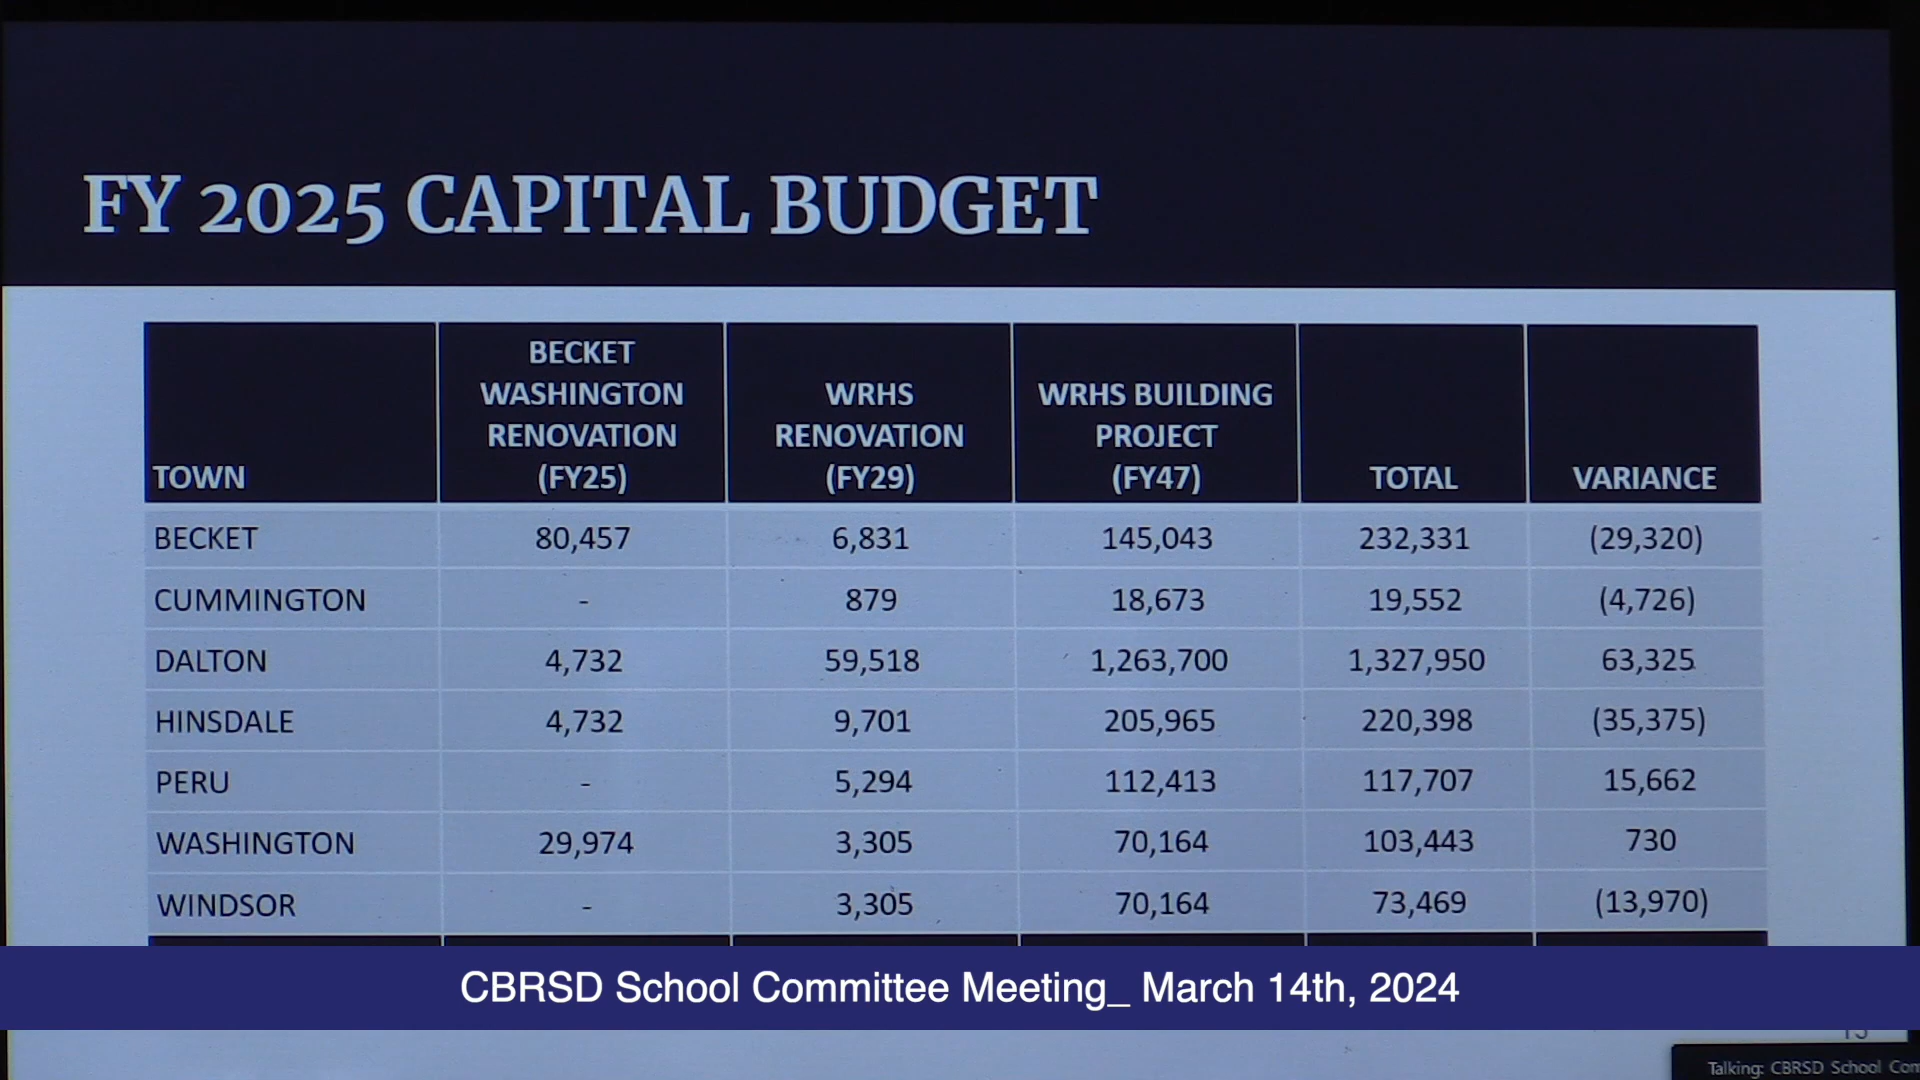 FY 2025 CAPITAL BUDGET
TOWN BECKET WASHINGTON RENOVATION (FY25) WRHS RENOVATION (FY29) WRHS BUILDING PROJECT (FY47) TOTAL VARIANCE
BECKET 80,457 6,831 145,043 232,331 (29,320)
CUMMINGTON - 879 18,673 19,552 (4,726)
DALTON 4,732 59,518 1,263,700 1,327,950 63,325
HINSDALE 4,732 9,701 205,965 220,398 (35,375)
PERU - 5,294 112,413 117,707 15,662
WASHINGTON 29,974 3,305 70,164 103,443 730
WINDSOR - 3,305 70,164 73,469 (13,970)
CBRSD School Committee Meeting_ March 14th, 2024
Talking: CBRSD School